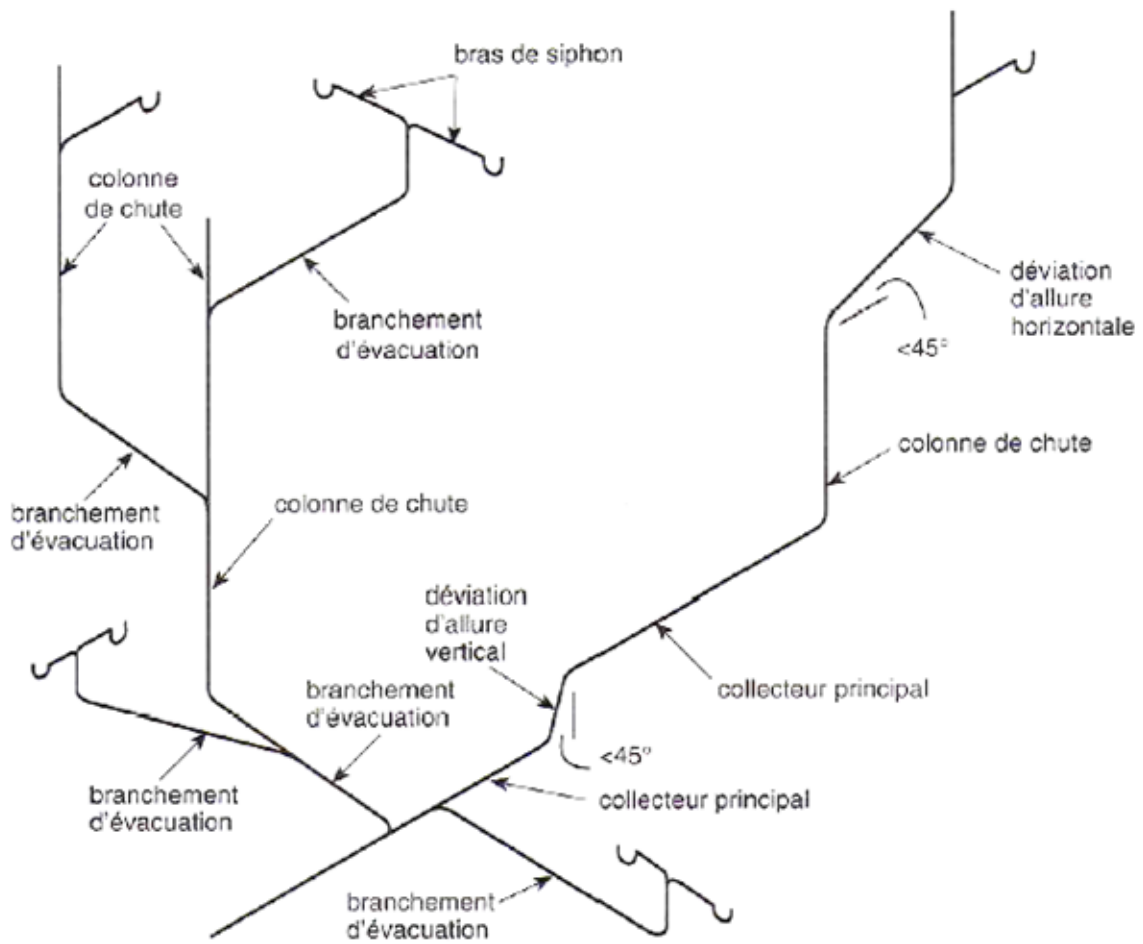 bras de siphon
colonne
de chute
branchement
d'évacuation
déviation
d'allure
horizontale
<45°
colonne de chute
branchement
d'évacuation
colonne de chute
déviation
d'allure
vertical
collecteur principal
branchement
d'évacuation
<45°
branchement
d'évacuation
collecteur principal
branchement
d'évacuation